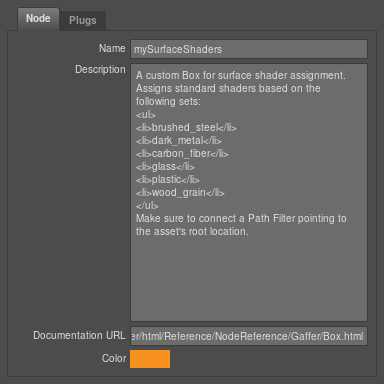 Node Plugs
Name mySurfaceShaders
Description
A custom Box for surface shader assignment.
Assigns standard shaders based on the
following sets:
<ul>
<li>brushed_steel</li>
<li>dark_metal</li>
<li>carbon_fiber</li>
<li>glass</li>
<li>plastic</li>
<li>wood_grain</li>
</ul>
Make sure to connect a Path Filter pointing to
the asset's root location.
Documentation URL er/html/Reference/NodeReference/Gaffer/Box.html
Color